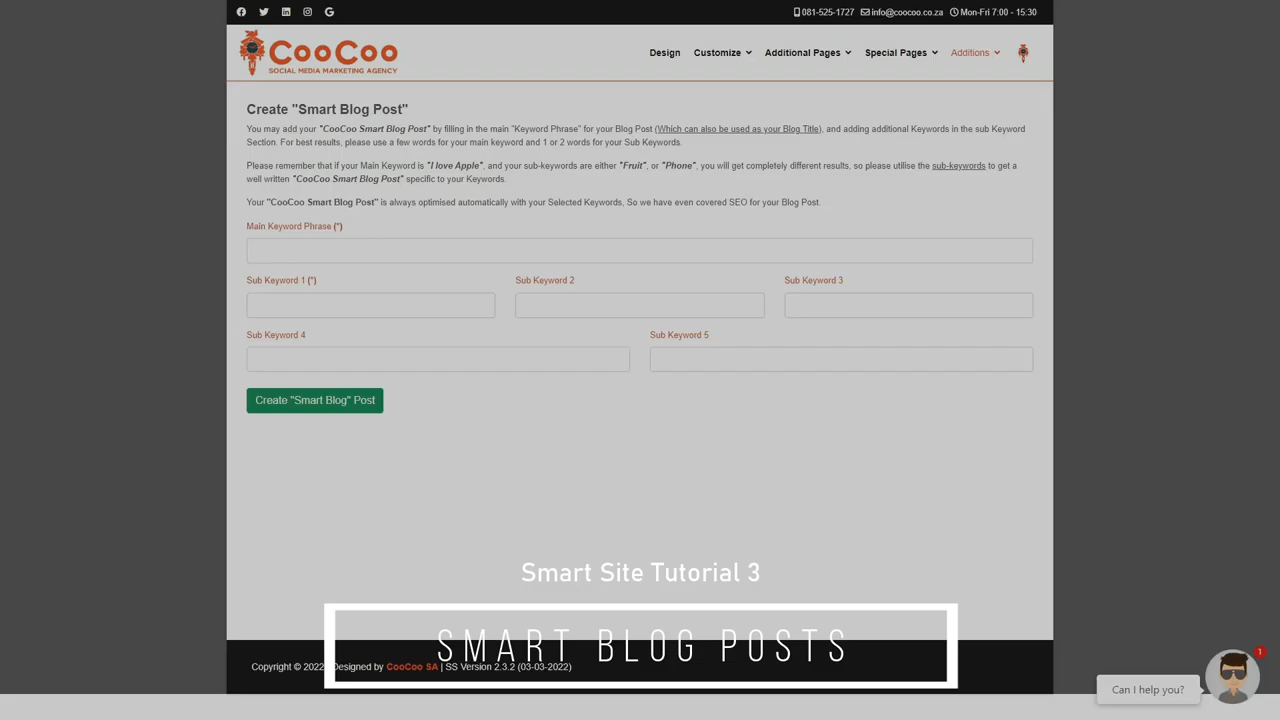 081-525-1727 info@coocoo.co.za Mon-Fri 7:00 - 15:30
CooCoo
SOCIAL MEDIA MARKETING AGENCY
Design Customize Additional Pages Special Pages Additions
Create "Smart Blog Post"
You may add your "CooCoo Smart Blog Post" by filling in the main "Keyword Phrase" for your Blog Post (Which can also be used as your Blog Title), and adding additional Keywords in the sub Keyword
Section. For best results, please use a few words for your main keyword and 1 or 2 words for your Sub Keywords.
Please remember that if your Main Keyword is "I love Apple", and your sub-keywords are either "Fruit", or "Phone", you will get completely different results, so please utilise the sub-keywords to get a
well written "CooCoo Smart Blog Post" specific to your Keywords.
Your "CooCoo Smart Blog Post" is always optimised automatically with your Selected Keywords, So we have even covered SEO for your Blog Post.
Main Keyword Phrase (*)
Sub Keyword 1 (*) Sub Keyword 2 Sub Keyword 3
Sub Keyword 4 Sub Keyword 5
Create "Smart Blog" Post
Smart Site Tutorial 3
SMART BLOG POSTS
Copyright © 2022 Designed by CooCoo SA | SS Version 2.3.2 (03-03-2022)
1
Can I help you?